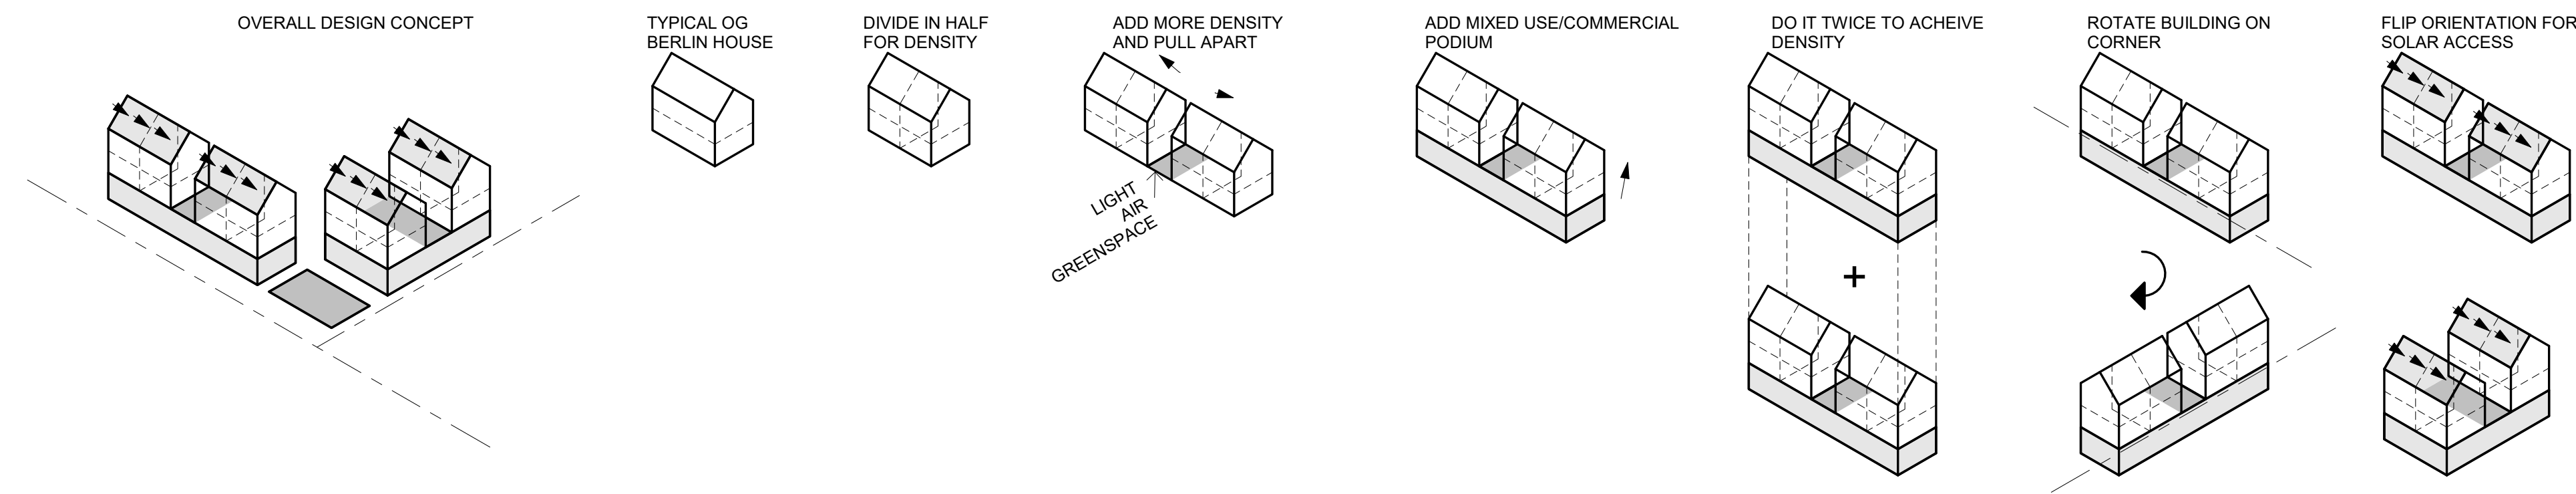 OVERALL DESIGN CONCEPT
TYPICAL OG
BERLIN HOUSE
DIVIDE IN HALF
FOR DENSITY
ADD MORE DENSITY
AND PULL APART
LIGHT
AIR
GREENSPACE
ADD MIXED USE/COMMERCIAL
PODIUM
DO IT TWICE TO ACHEIVE
DENSITY
+
ROTATE BUILDING ON
CORNER
FLIP ORIENTATION FOR
SOLAR ACCESS